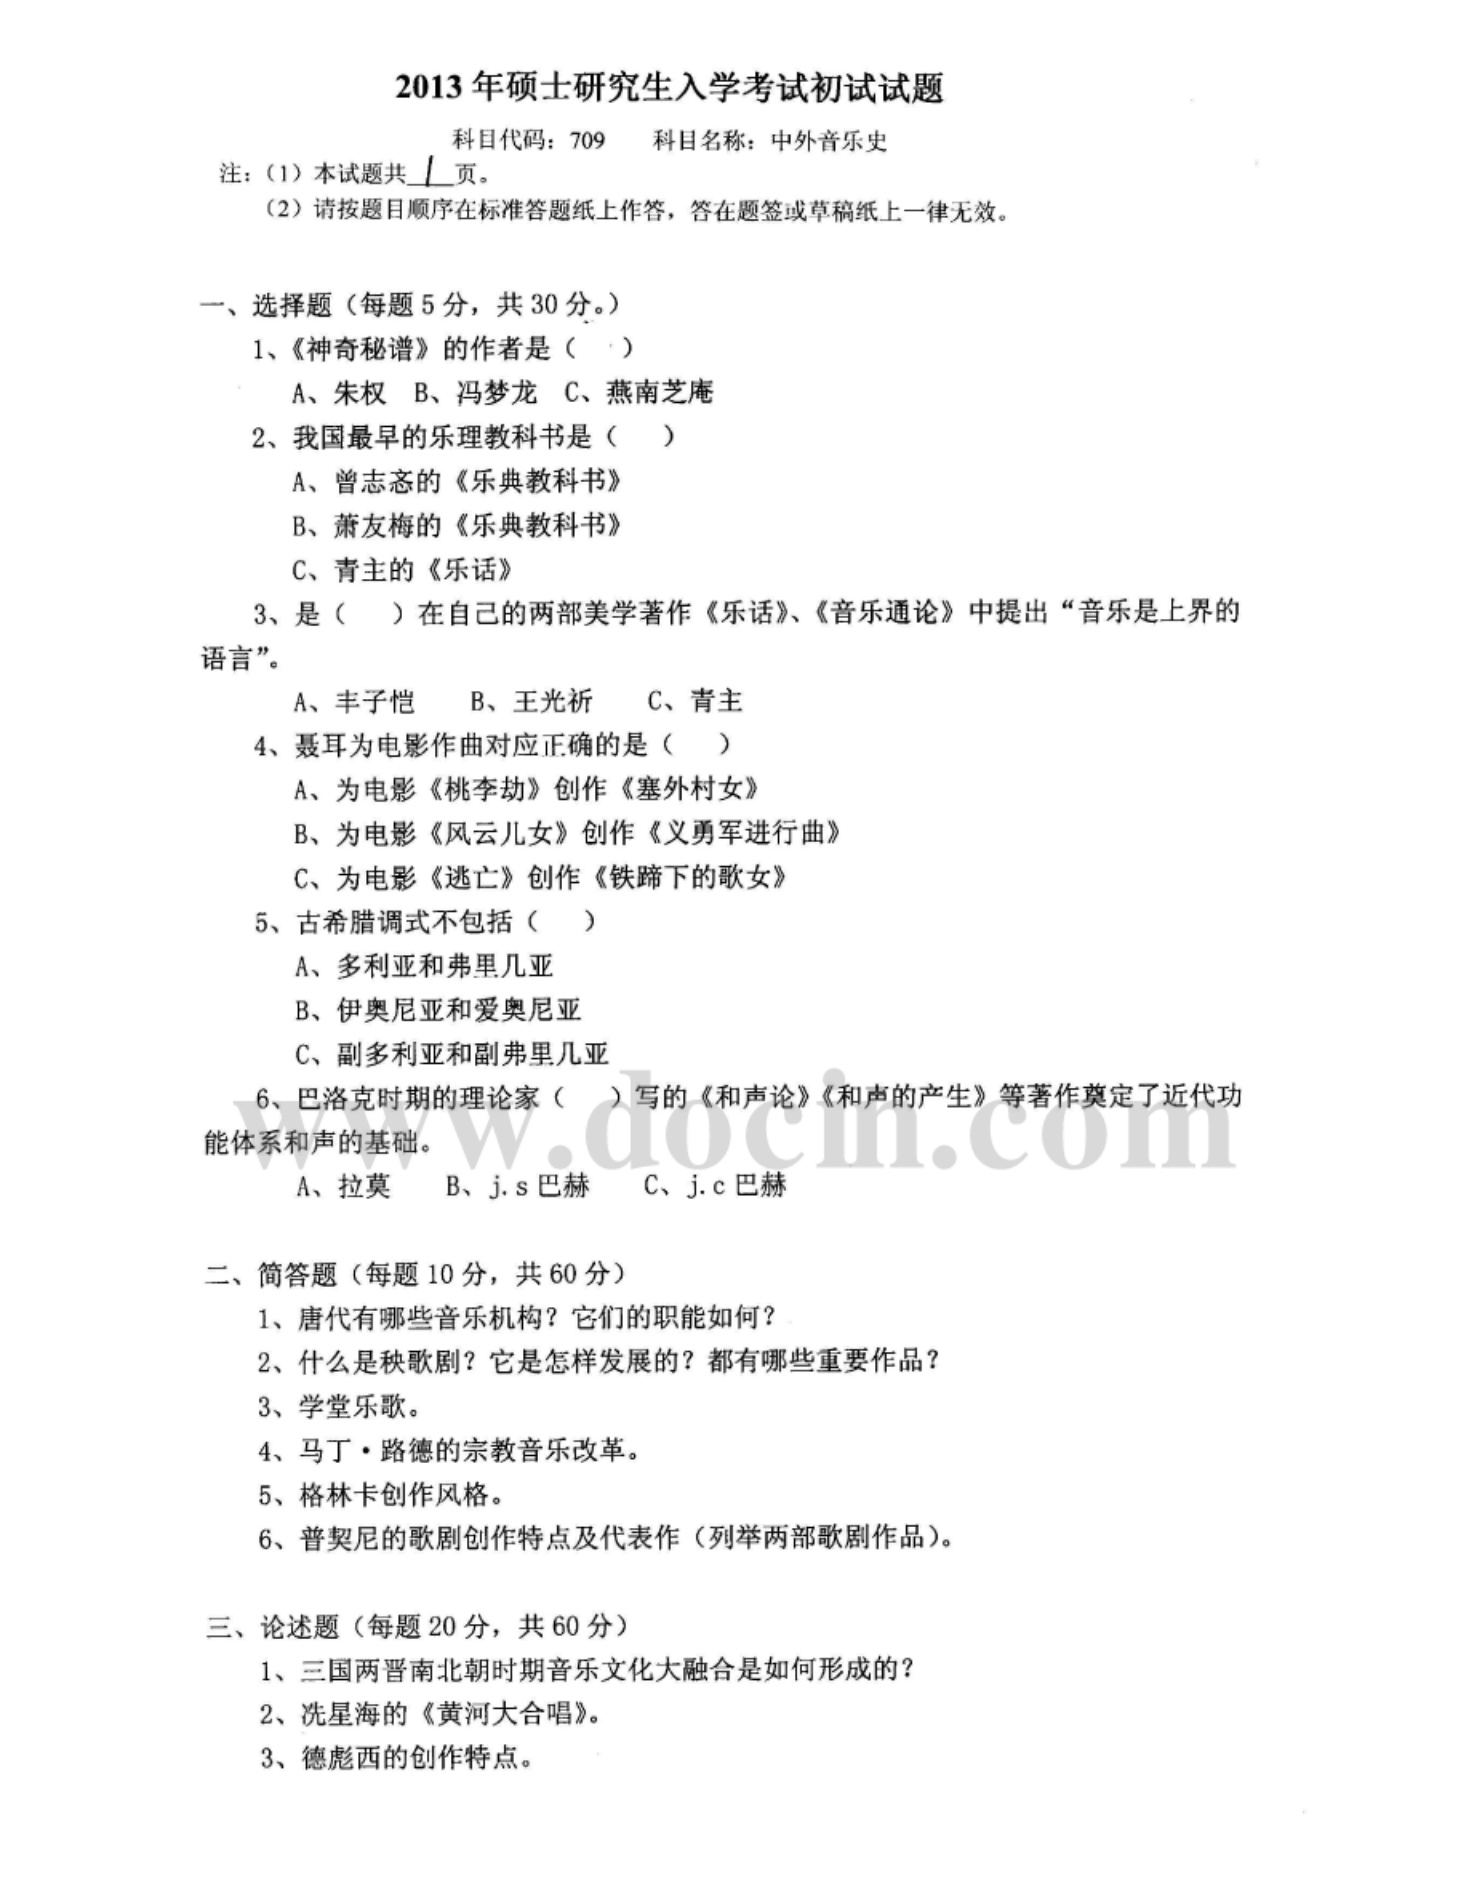 2013 年硕士研究生入学考试初试试题
科目代码：709 科目名称：中外音乐史
注：（1）本试题共 1 页。
（2）请按题目顺序在标准答题纸上作答，答在题签或草稿纸上一律无效。
一、选择题（每题 5 分，共 30 分。）
1、《神奇秘谱》的作者是（ ）
A、朱权 B、冯梦龙 C、燕南芝庵
2、我国最早的乐理教科书是（ ）
A、曾志忞的《乐典教科书》
B、萧友梅的《乐典教科书》
C、青主的《乐话》
3、是（ ）在自己的两部美学著作《乐话》、《音乐通论》中提出“音乐是上界的
语言”。
A、丰子恺 B、王光祈 C、青主
4、聂耳为电影作曲对应正确的是（ ）
A、为电影《桃李劫》创作《塞外村女》
B、为电影《风云儿女》创作《义勇军进行曲》
C、为电影《逃亡》创作《铁蹄下的歌女》
5、古希腊调式不包括（ ）
A、多利亚和弗里几亚
B、伊奥尼亚和爱奥尼亚
C、副多利亚和副弗里几亚
6、巴洛克时期的理论家（ ）写的《和声论》《和声的产生》等著作奠定了近代功
能体系和声的基础。
www.docin.com
A、拉莫 B、j.s 巴赫 C、j.c 巴赫
二、简答题（每题 10 分，共 60 分）
1、唐代有哪些音乐机构？它们的职能如何？
2、什么是秧歌剧？它是怎样发展的？都有哪些重要作品？
3、学堂乐歌。
4、马丁·路德的宗教音乐改革。
5、格林卡创作风格。
6、普契尼的歌剧创作特点及代表作（列举两部歌剧作品）。
三、论述题（每题 20 分，共 60 分）
1、三国两晋南北朝时期音乐文化大融合是如何形成的？
2、冼星海的《黄河大合唱》。
3、德彪西的创作特点。